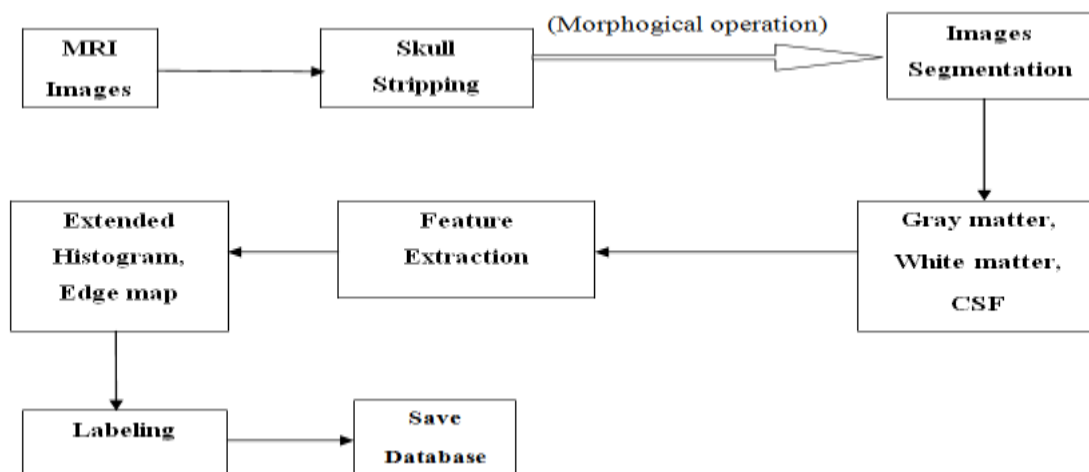 MRI
Images
Skull
Stripping
(Morphogical operation)
Images
Segmentation
Gray matter,
White matter,
CSF
Feature
Extraction
Extended
Histogram,
Edge map
Labeling
Save
Database